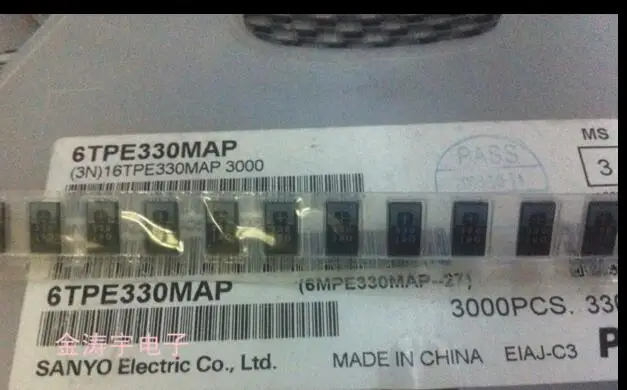 6TPE330MAP
(3N)16TPE330MAP 3000
PASS
MS
3
6TPE330MAP
(6MPE330MAP--27)
3000PCS. 330
金涛宇电子
SANYO Electric Co., Ltd.
MADE IN CHINA EIAJ-C3 P